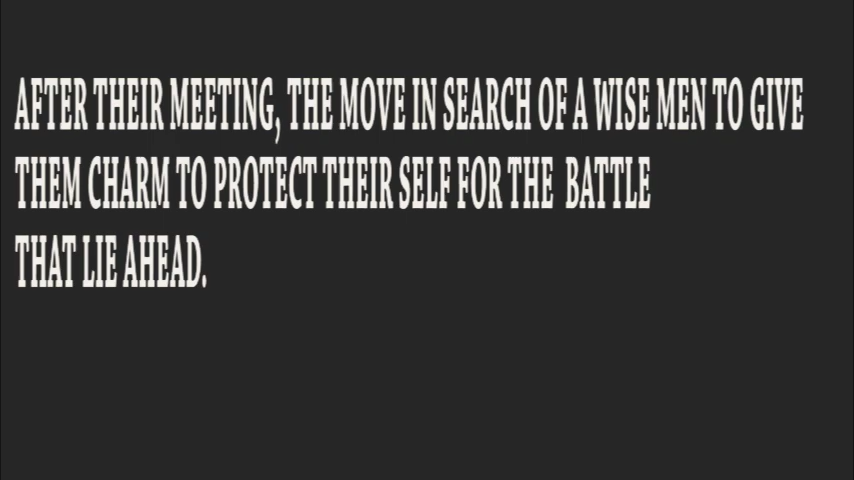 AFTER THEIR MEETING, THE MOVE IN SEARCH OF A WISE MEN TO GIVE
THEM CHARM TO PROTECT THEIR SELF FOR THE BATTLE
THAT LIE AHEAD.